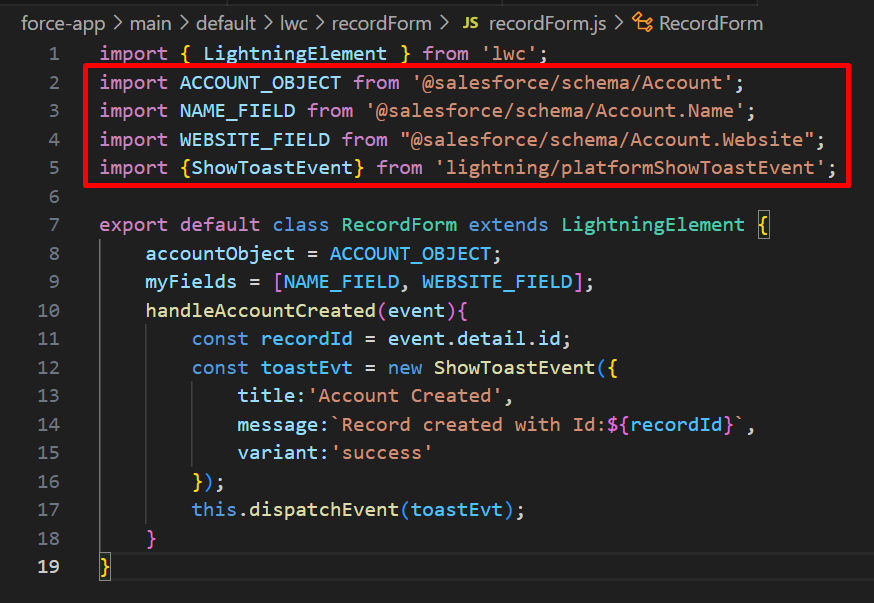 force-app > main > default > lwc > recordForm > JS recordForm.js > RecordForm
1 import { LightningElement } from 'lwc';
2 import ACCOUNT_OBJECT from '@salesforce/schema/Account';
3 import NAME_FIELD from '@salesforce/schema/Account.Name';
4 import WEBSITE_FIELD from "@salesforce/schema/Account.Website";
5 import {ShowToastEvent} from 'lightning/platformShowToastEvent';
6
7 export default class RecordForm extends LightningElement {
8     accountObject = ACCOUNT_OBJECT;
9     myFields = [NAME_FIELD, WEBSITE_FIELD];
10     handleAccountCreated(event){
11         const recordId = event.detail.id;
12         const toastEvt = new ShowToastEvent({
13             title:'Account Created',
14             message:`Record created with Id:${recordId}`,
15             variant:'success'
16         });
17         this.dispatchEvent(toastEvt);
18     }
19 }